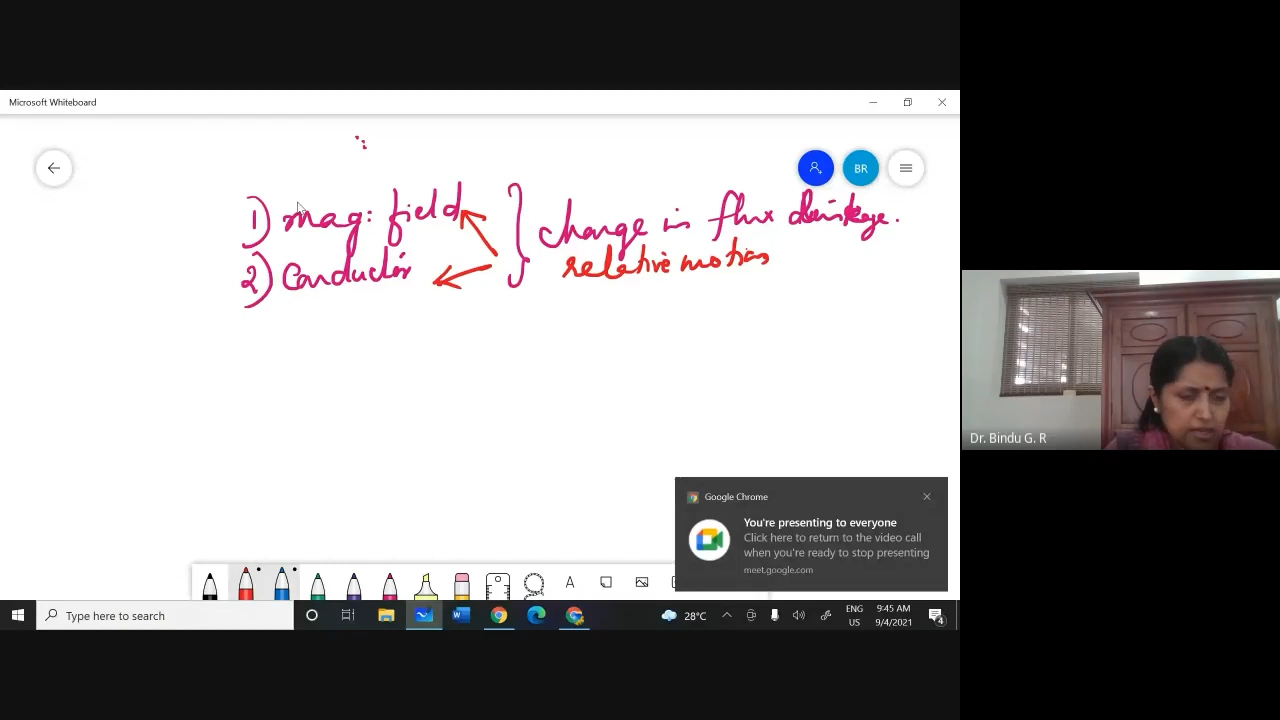 Microsoft Whiteboard
BR
1) mag: field } change in flux linkage.
2) Conductor relative motion
Dr. Bindu G. R
Google Chrome
You're presenting to everyone
Click here to return to the video call
when you're ready to stop presenting
meet.google.com
A
Type here to search
28°C
ENG
US
9:45 AM
9/4/2021
4